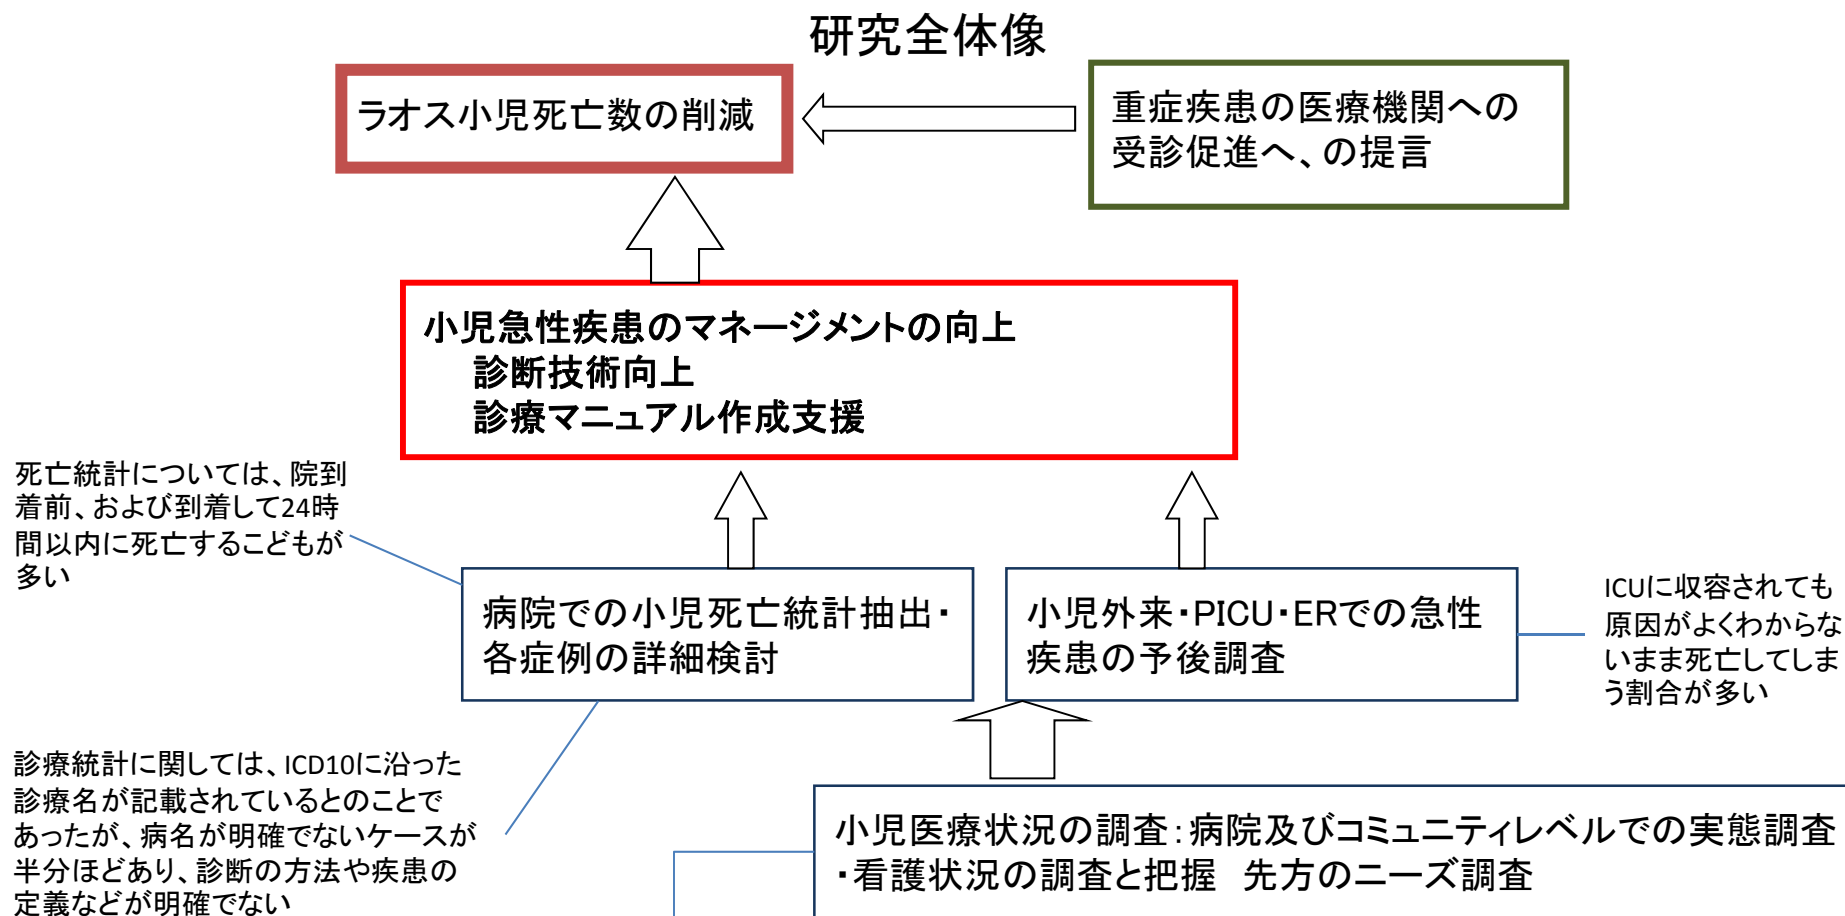 研究全体像
ラオス小児死亡数の削減
重症疾患の医療機関への
受診促進へ、の提言
小児急性疾患のマネージメントの向上
診断技術向上
診療マニュアル作成支援
死亡統計については、院到
着前、および到着して24時
間以内に死亡するこどもが
多い
病院での小児死亡統計抽出・
各症例の詳細検討
小児外来・PICU・ERでの急性
疾患の予後調査
ICUに収容されても
原因がよくわからな
いまま死亡してしま
う割合が多い
診療統計に関しては、ICD10に沿った
診療名が記載されているとのことで
あったが、病名が明確でないケースが
半分ほどあり、診断の方法や疾患の
定義などが明確でない
小児医療状況の調査：病院及びコミュニティレベルでの実態調査
・看護状況の調査と把握　先方のニーズ調査